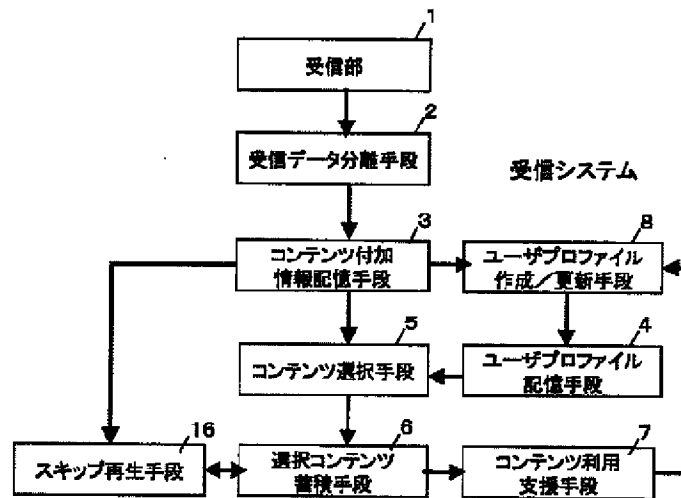 1
受信部
2
受信データ分離手段
受信システム
3
コンテンツ付加
情報記憶手段
8
ユーザプロファイル
作成／更新手段
5
コンテンツ選択手段
4
ユーザプロファイル
記憶手段
16
スキップ再生手段
6
選択コンテンツ
蓄積手段
7
コンテンツ利用
支援手段